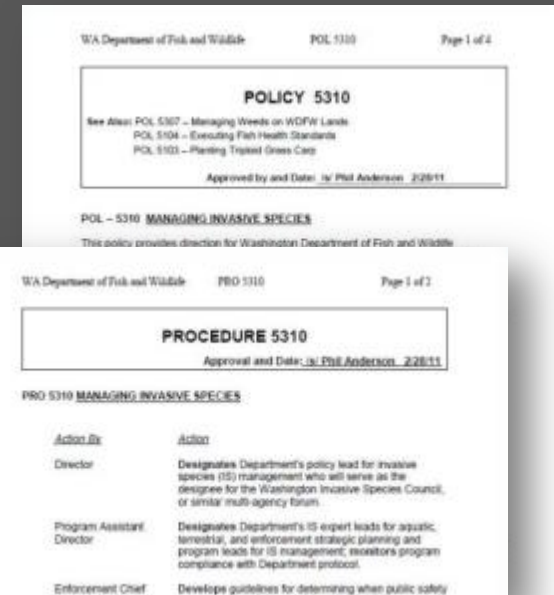 WA Department of Fish and Wildlife POL 5310 Page 1 of 4
POLICY 5310
See Also: POL 5307 – Managing Weeds on WDFW Lands
POL 5104 – Executing Fish Health Standards
POL 5103 – Planting Triploid Grass Carp
Approved by and Date: /s/ Phil Anderson 2/28/11
POL – 5310 MANAGING INVASIVE SPECIES
This policy provides direction for Washington Department of Fish and Wildlife
WA Department of Fish and Wildlife PRO 5310 Page 1 of 2
PROCEDURE 5310
Approval and Date: /s/ Phil Anderson 2/28/11
PRO 5310 MANAGING INVASIVE SPECIES
Action By Action
Director Designates Department's policy lead for invasive
species (IS) management who will serve as the
designee for the Washington Invasive Species Council,
or similar multi-agency forum.
Program Assistant Designates Department's IS expert leads for aquatic,
Director terrestrial, and enforcement strategic planning and
program leads for IS management; monitors program
compliance with Department protocol.
Enforcement Chief Develops guidelines for determining when public safety